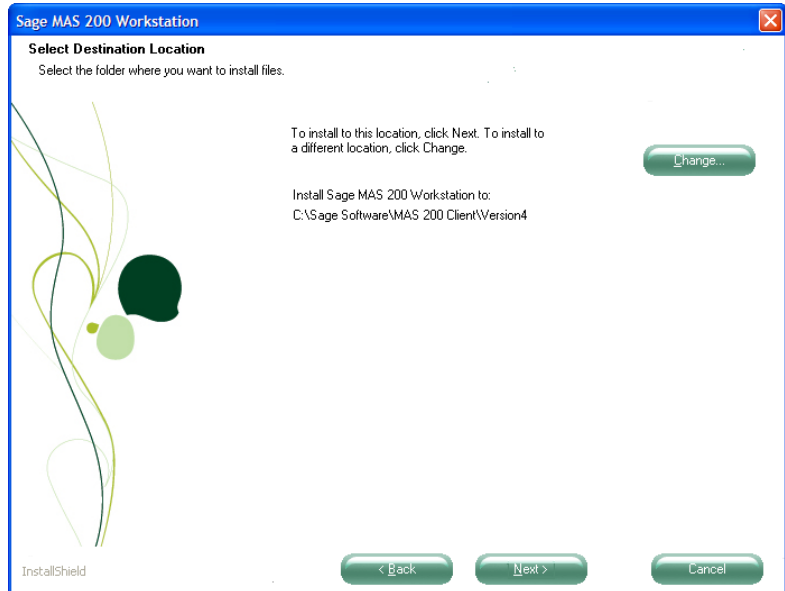 Sage MAS 200 Workstation
Select Destination Location
Select the folder where you want to install files.
To install to this location, click Next. To install to
a different location, click Change.
Change...
Install Sage MAS 200 Workstation to:
C:\Sage Software\MAS 200 Client\Version4
InstallShield
< Back
Next >
Cancel